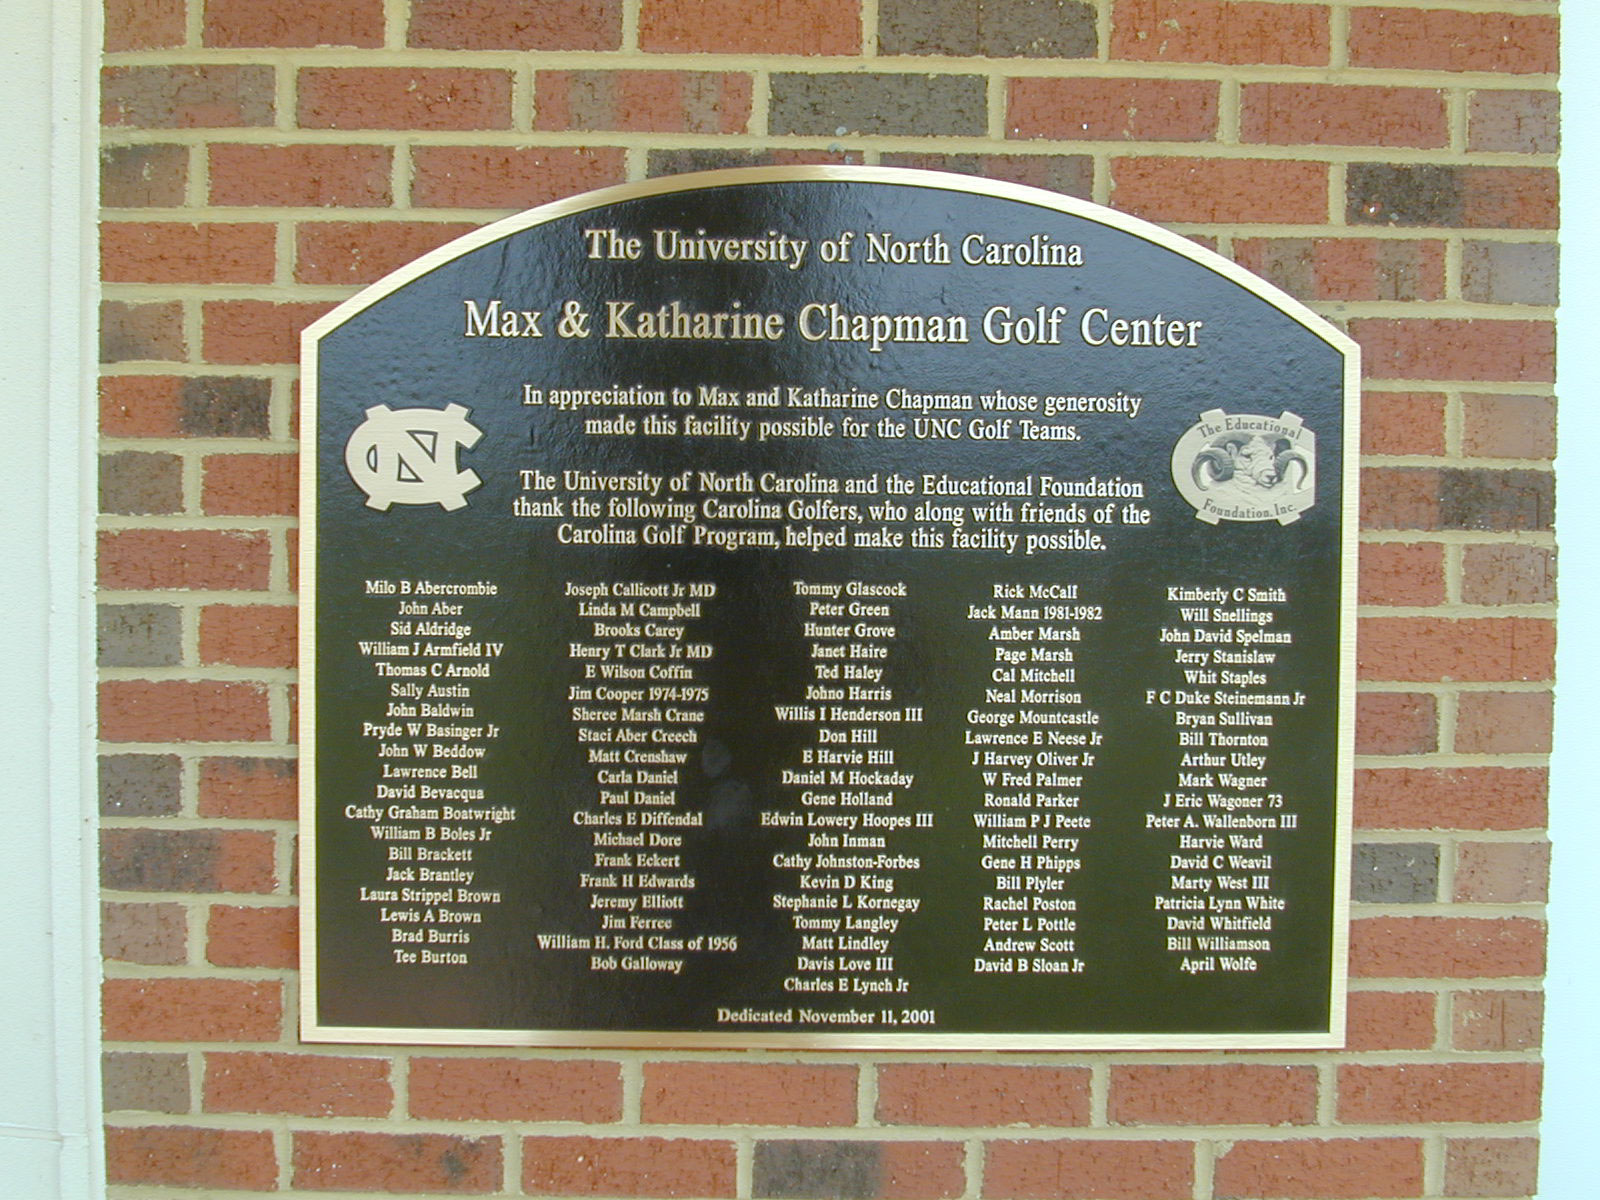 The University of North Carolina
Max & Katharine Chapman Golf Center
In appreciation to Max and Katharine Chapman whose generosity
made this facility possible for the UNC Golf Teams.
NC
The Educational
Foundation, Inc.
The University of North Carolina and the Educational Foundation
thank the following Carolina Golfers, who along with friends of the
Carolina Golf Program, helped make this facility possible.
Milo B Abercrombie
John Aber
Sid Aldridge
William J Armfield IV
Thomas C Arnold
Sally Austin
John Baldwin
Pryde W Basinger Jr
John W Beddow
Lawrence Bell
David Bevacqua
Cathy Graham Boatwright
William B Boles Jr
Bill Brackett
Jack Brantley
Laura Strippel Brown
Lewis A Brown
Brad Burris
Tee Burton
Joseph Callicott Jr MD
Linda M Campbell
Brooks Carey
Henry T Clark Jr MD
E Wilson Coffin
Jim Cooper 1974-1975
Sheree Marsh Crane
Staci Aber Creech
Matt Crenshaw
Carla Daniel
Paul Daniel
Charles E Diffendal
Michael Dore
Frank Eckert
Frank H Edwards
Jeremy Elliott
Jim Ferree
William H. Ford Class of 1956
Bob Galloway
Tommy Glascock
Peter Green
Hunter Grove
Janet Haire
Ted Haley
Johno Harris
Willis I Henderson III
Don Hill
E Harvie Hill
Daniel M Hockaday
Gene Holland
Edwin Lowery Hoopes III
John Inman
Cathy Johnston-Forbes
Kevin D King
Stephanie L Kornegay
Tommy Langley
Matt Lindley
Davis Love III
Charles E Lynch Jr
Rick McCall
Jack Mann 1981-1982
Amber Marsh
Page Marsh
Cal Mitchell
Neal Morrison
George Mountcastle
Lawrence E Neese Jr
J Harvey Oliver Jr
W Fred Palmer
Ronald Parker
William P J Peete
Mitchell Perry
Gene H Phipps
Bill Plyler
Rachel Poston
Peter L Pottle
Andrew Scott
David B Sloan Jr
Kimberly C Smith
Will Snellings
John David Spelman
Jerry Stanislaw
Whit Staples
F C Duke Steinemann Jr
Bryan Sullivan
Bill Thornton
Arthur Utley
Mark Wagner
J Eric Wagoner 73
Peter A. Wallenborn III
Harvie Ward
David C Weavil
Marty West III
Patricia Lynn White
David Whitfield
Bill Williamson
April Wolfe
Dedicated November 11, 2001